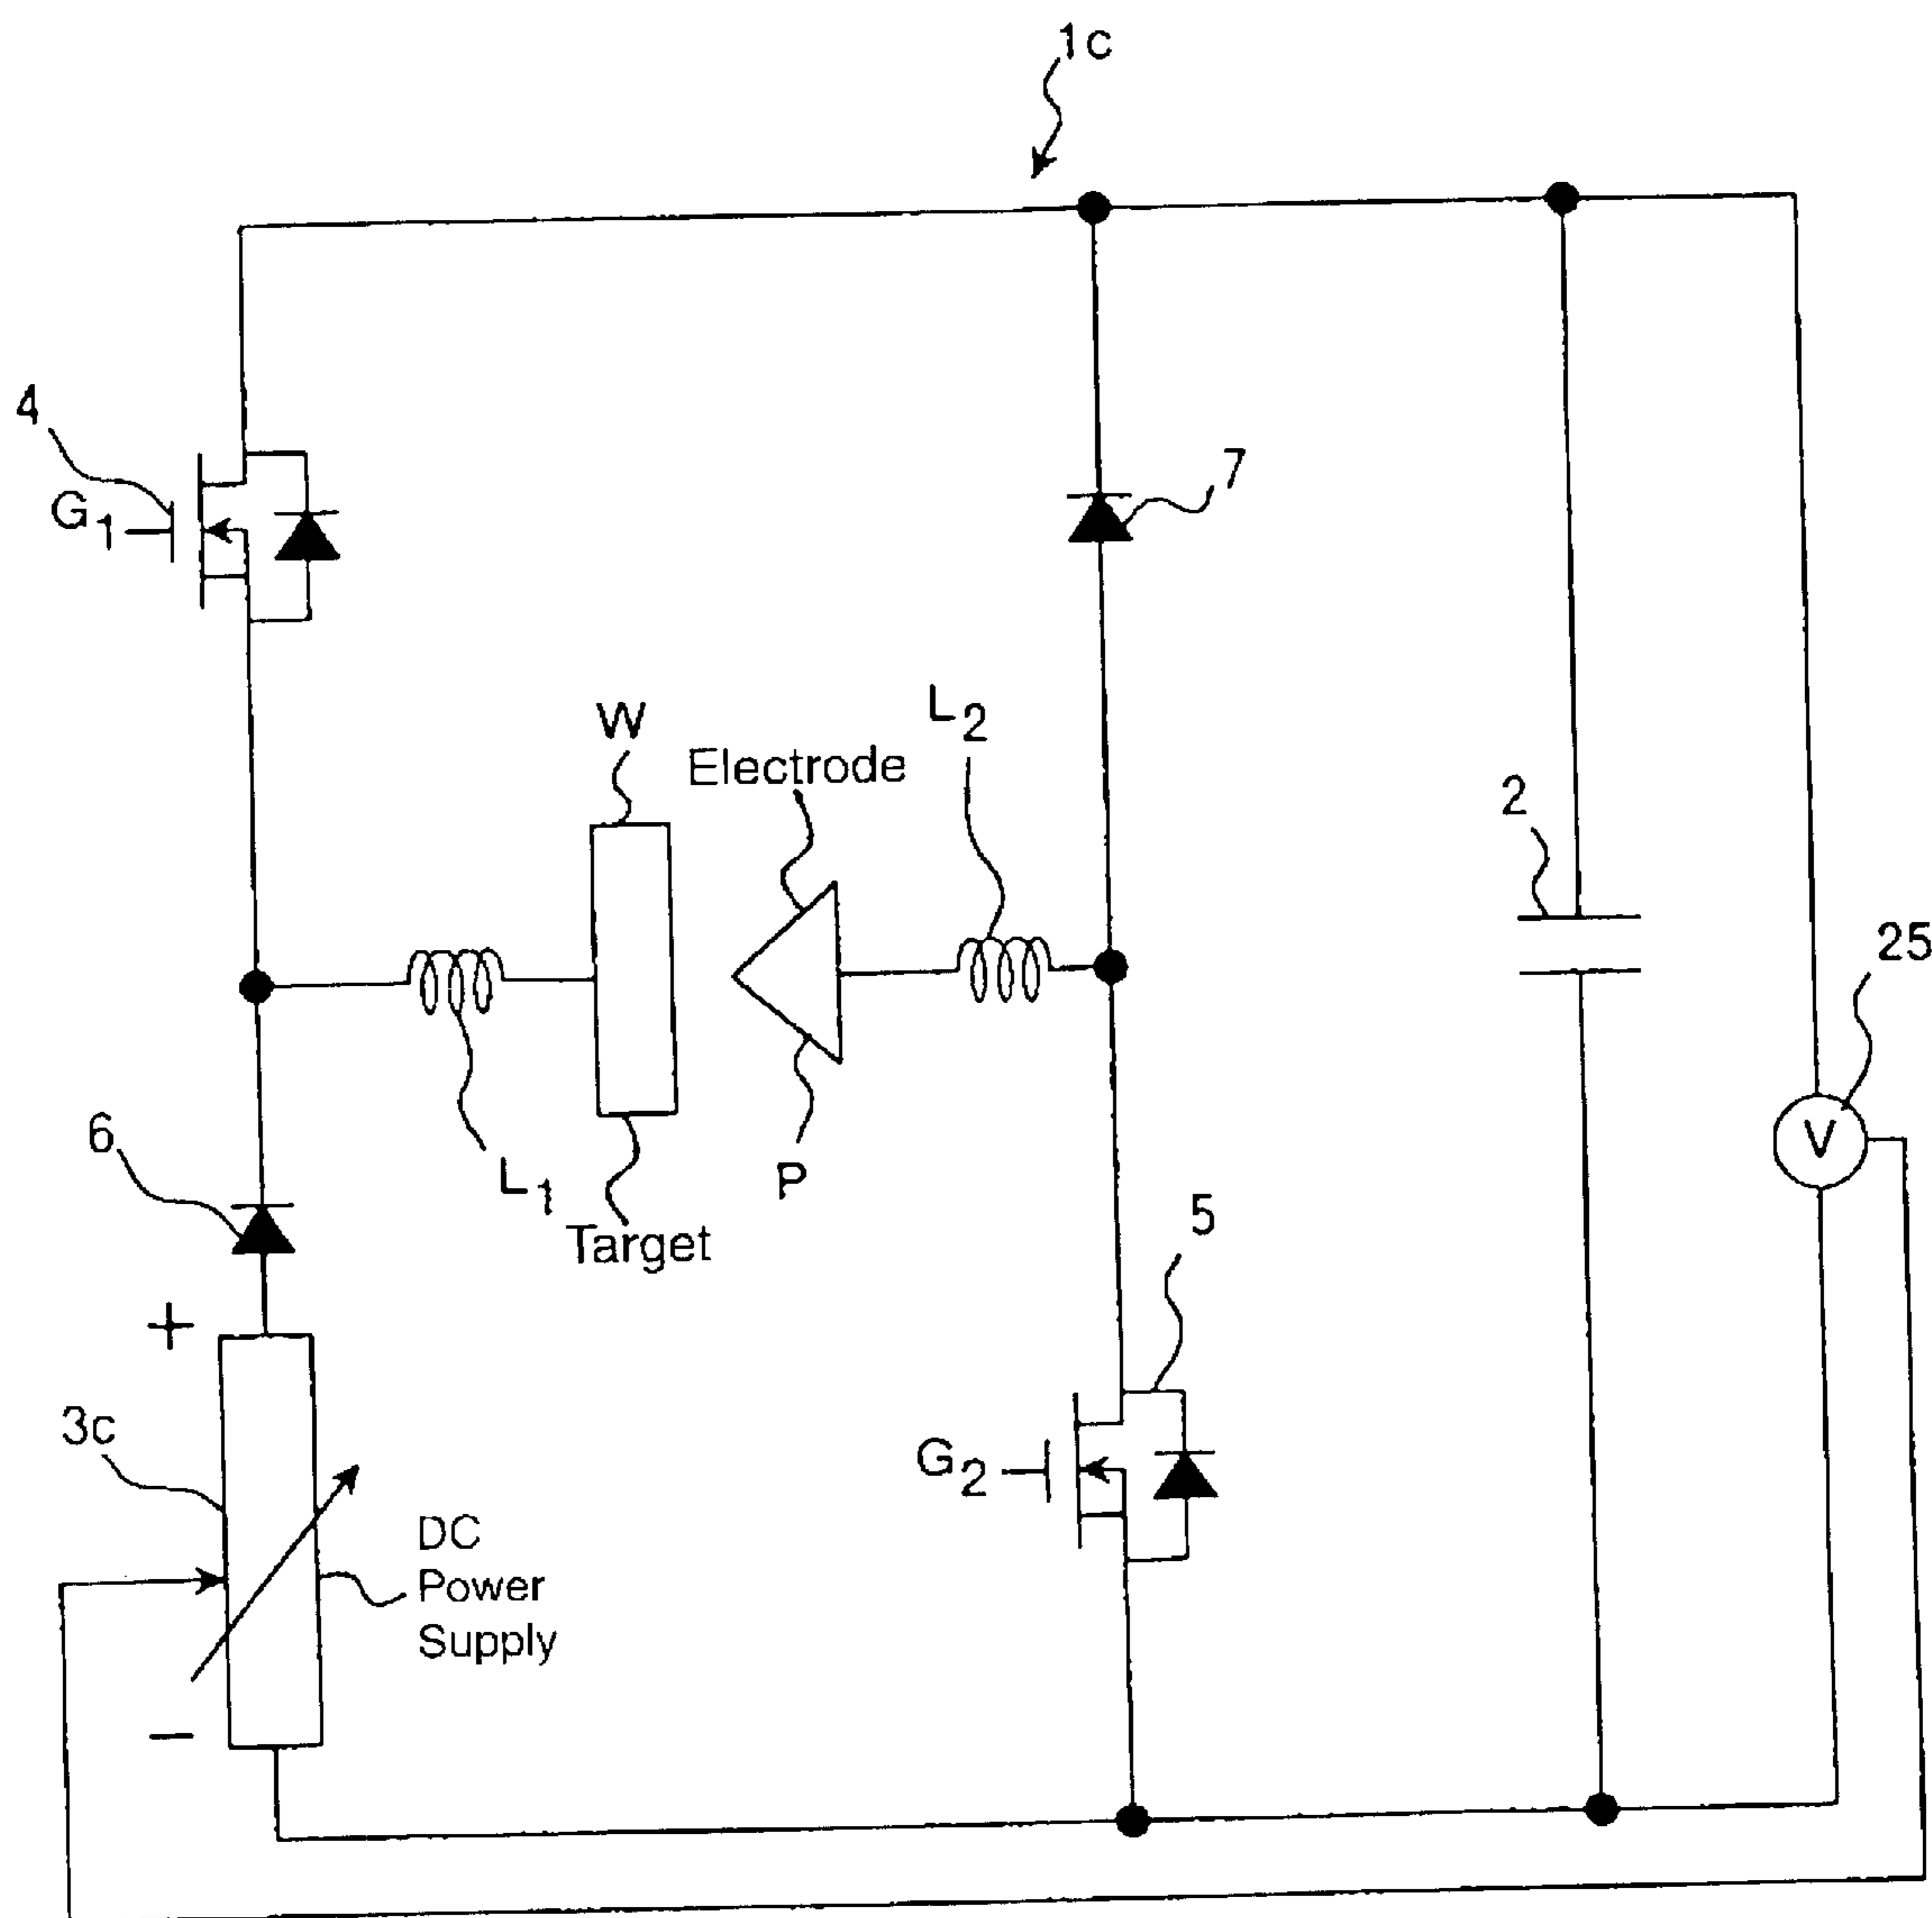 1c
4
G1
7
W
Electrode
L2
2
25
6
L1
P
Target
5
+
3c
G2
DC
Power
Supply
V
−